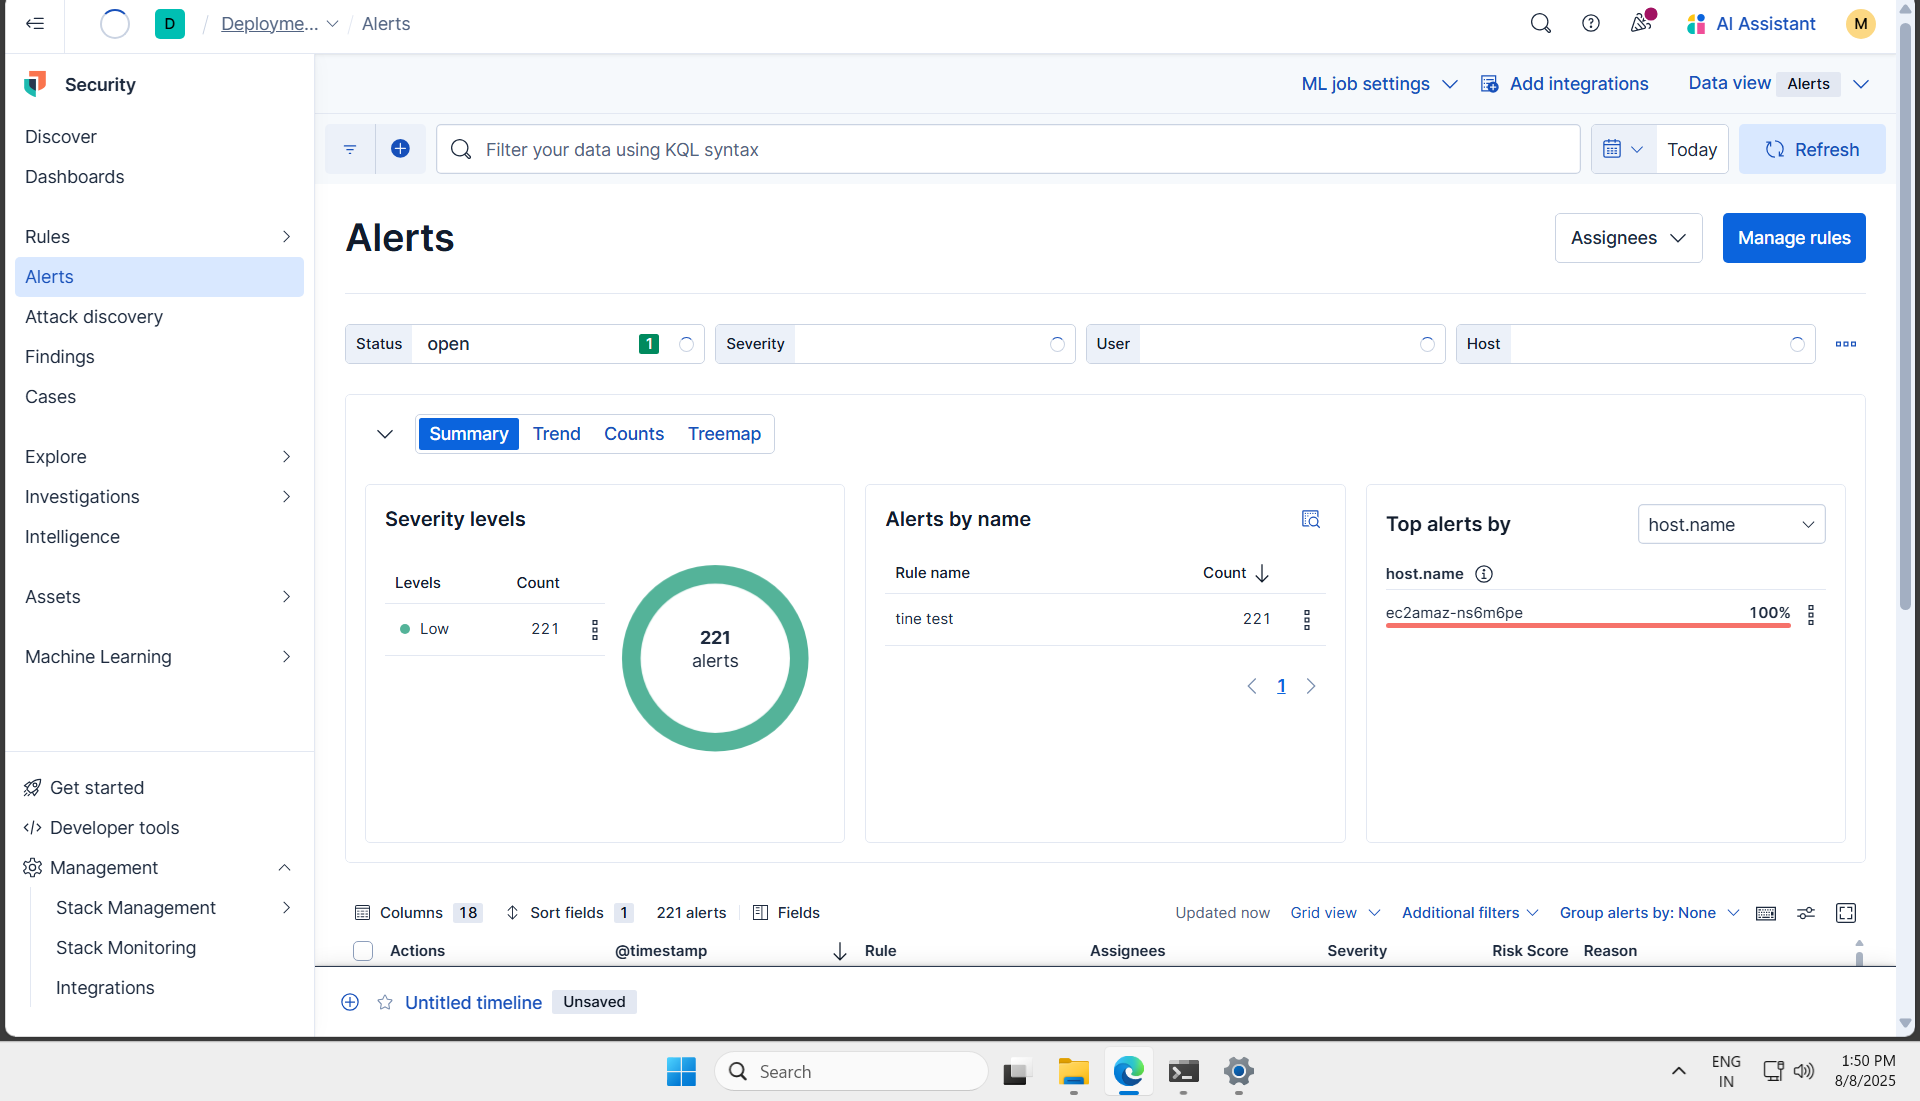 D / Deployme... / Alerts
AI Assistant
M
Security
ML job settings
Add integrations
Data view Alerts
Discover
Dashboards
Rules
Alerts
Attack discovery
Findings
Cases
Explore
Investigations
Intelligence
Assets
Machine Learning
Get started
Developer tools
Management
Stack Management
Stack Monitoring
Integrations
Filter your data using KQL syntax
Today
Refresh
Alerts
Assignees
Manage rules
Status open 1
Severity
User
Host
Summary Trend Counts Treemap
Severity levels
Levels Count
Low 221
221
alerts
Alerts by name
Rule name Count
tine test 221
1
Top alerts by host.name
host.name
ec2amaz-ns6m6pe 100%
Columns 18 Sort fields 1 221 alerts Fields
Updated now Grid view Additional filters Group alerts by: None
Actions @timestamp Rule Assignees Severity Risk Score Reason
Untitled timeline Unsaved
Search
ENG
IN
1:50 PM
8/8/2025